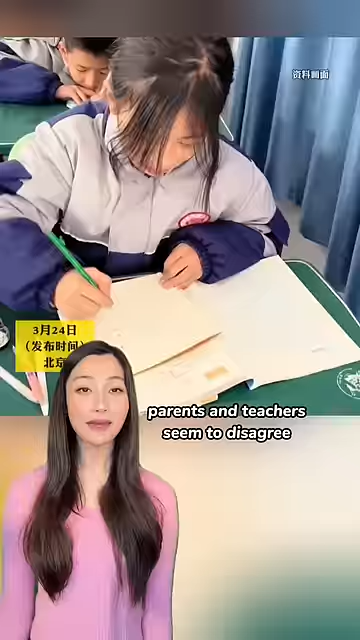 资料画面
3月24日
（发布时间）
北京
parents and teachers
seem to disagree